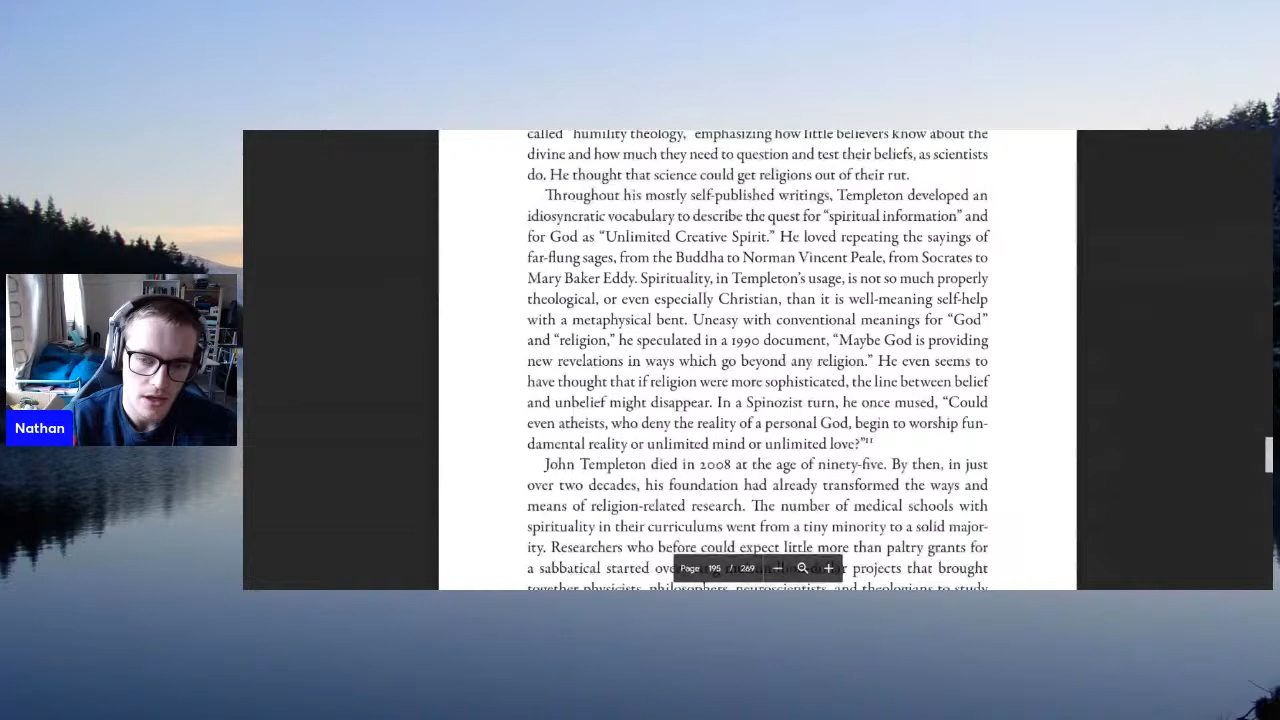 called "humility theology," emphasizing how little believers know about the
divine and how much they need to question and test their beliefs, as scientists
do. He thought that science could get religions out of their rut.
Throughout his mostly self-published writings, Templeton developed an
idiosyncratic vocabulary to describe the quest for “spiritual information” and
for God as “Unlimited Creative Spirit.” He loved repeating the sayings of
far-flung sages, from the Buddha to Norman Vincent Peale, from Socrates to
Mary Baker Eddy. Spirituality, in Templeton’s usage, is not so much properly
theological, or even especially Christian, than it is well-meaning self-help
with a metaphysical bent. Uneasy with conventional meanings for “God”
and “religion,” he speculated in a 1990 document, “Maybe God is providing
new revelations in ways which go beyond any religion.” He even seems to
have thought that if religion were more sophisticated, the line between belief
and unbelief might disappear. In a Spinozist turn, he once mused, “Could
even atheists, who deny the reality of a personal God, begin to worship fun-
damental reality or unlimited mind or unlimited love?”11
John Templeton died in 2008 at the age of ninety-five. By then, in just
over two decades, his foundation had already transformed the ways and
means of religion-related research. The number of medical schools with
spirituality in their curriculums went from a tiny minority to a solid major-
ity. Researchers who before could expect little more than paltry grants for
a sabbatical started projects that brought
together physicists, philosophers, neuroscientists, and theologians to study
Page 195 / 269
Nathan